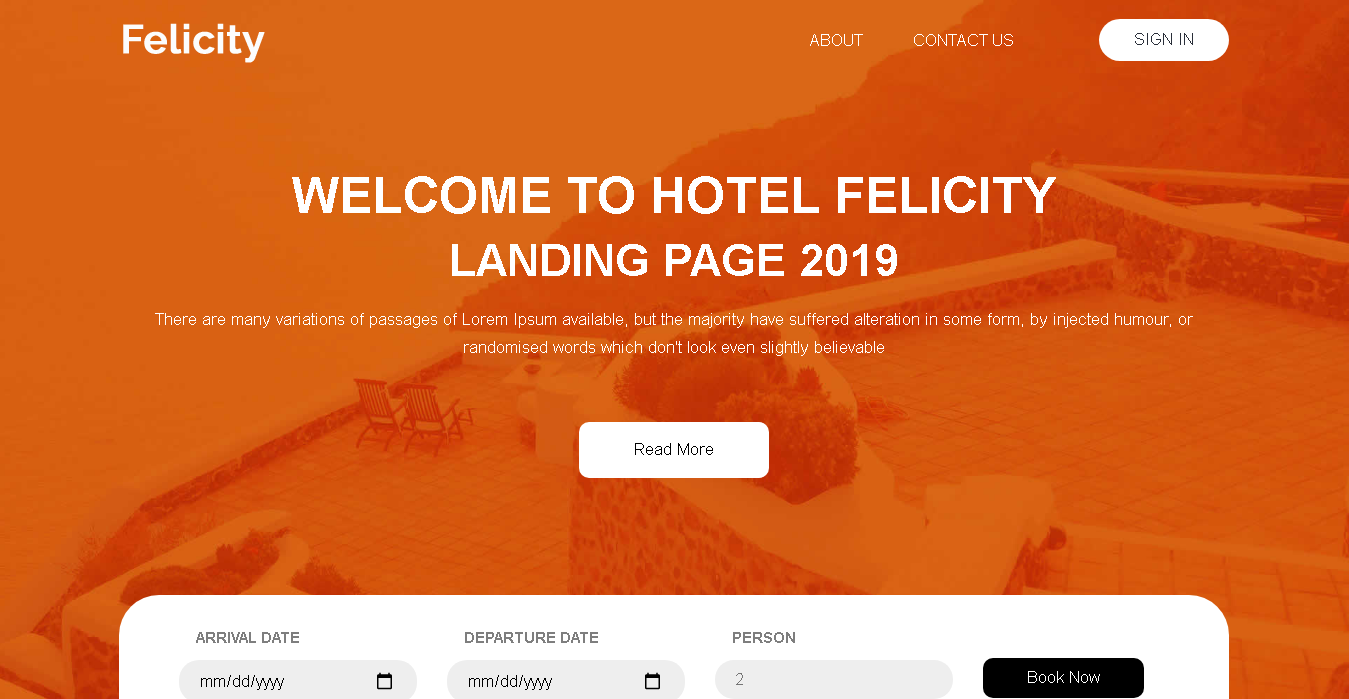 Felicity
ABOUT
CONTACT US
SIGN IN
WELCOME TO HOTEL FELICITY
LANDING PAGE 2019
There are many variations of passages of Lorem Ipsum available, but the majority have suffered alteration in some form, by injected humour, or
randomised words which don't look even slightly believable
Read More
ARRIVAL DATE
DEPARTURE DATE
PERSON
mm/dd/yyyy
mm/dd/yyyy
2
Book Now